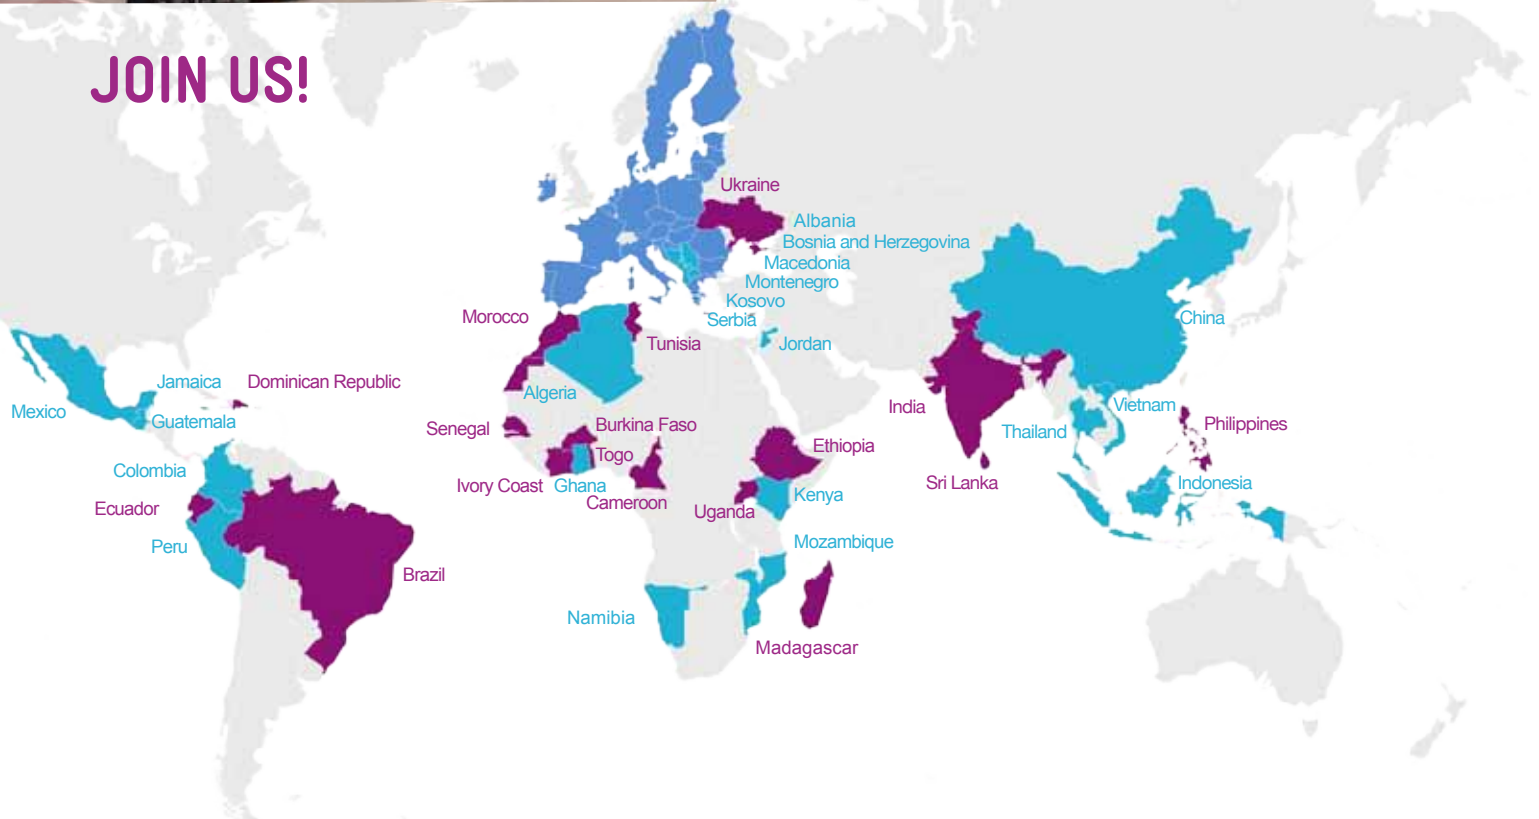 JOIN US!
Ukraine
Albania
Bosnia and Herzegovina
Macedonia
Montenegro
Kosovo
Serbia
Morocco
China
Tunisia
Jordan
Jamaica
Dominican Republic
Algeria
Mexico
Guatemala
India
Vietnam
Senegal
Burkina Faso
Philippines
Thailand
Togo
Ethiopia
Colombia
Ivory Coast
Ghana
Sri Lanka
Indonesia
Cameroon
Kenya
Ecuador
Uganda
Peru
Mozambique
Brazil
Namibia
Madagascar